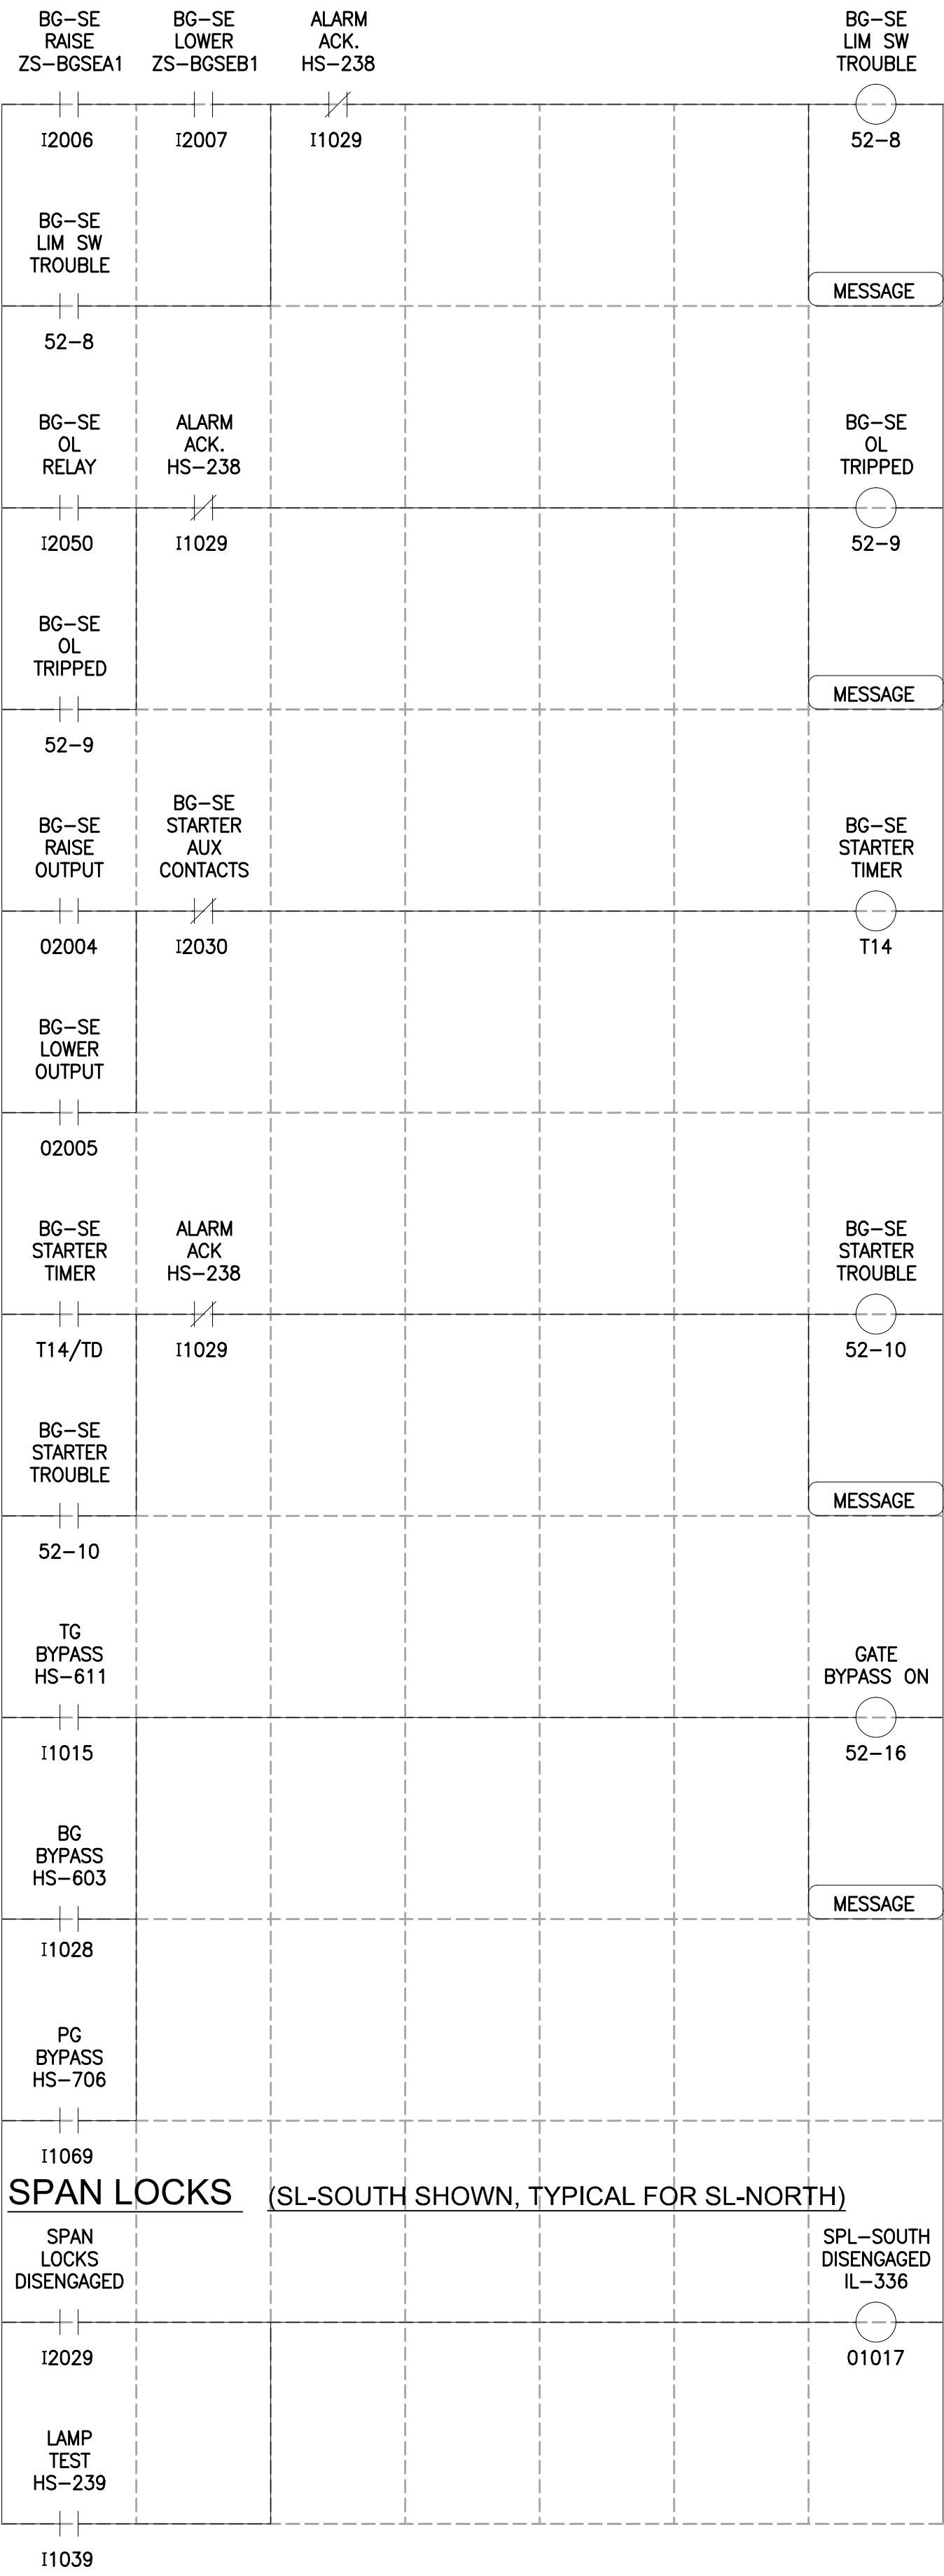 BG-SE
RAISE
ZS-BGSEA1
BG-SE
LOWER
ZS-BGSEB1
ALARM
ACK.
HS-238
BG-SE
LIM SW
TROUBLE
I2006
I2007
I1029
52-8
BG-SE
LIM SW
TROUBLE
MESSAGE
52-8
BG-SE
OL
RELAY
ALARM
ACK.
HS-238
BG-SE
OL
TRIPPED
I2050
I1029
52-9
BG-SE
OL
TRIPPED
MESSAGE
52-9
BG-SE
RAISE
OUTPUT
BG-SE
STARTER
AUX
CONTACTS
BG-SE
STARTER
TIMER
O2004
I2030
T14
BG-SE
LOWER
OUTPUT
O2005
BG-SE
STARTER
TIMER
ALARM
ACK
HS-238
BG-SE
STARTER
TROUBLE
T14/TD
I1029
52-10
BG-SE
STARTER
TROUBLE
MESSAGE
52-10
TG
BYPASS
HS-611
GATE
BYPASS ON
I1015
52-16
BG
BYPASS
HS-603
MESSAGE
I1028
PG
BYPASS
HS-706
I1069
SPAN LOCKS (SL-SOUTH SHOWN, TYPICAL FOR SL-NORTH)
SPAN
LOCKS
DISENGAGED
SPL-SOUTH
DISENGAGED
IL-336
I2029
O1017
LAMP
TEST
HS-239
I1039